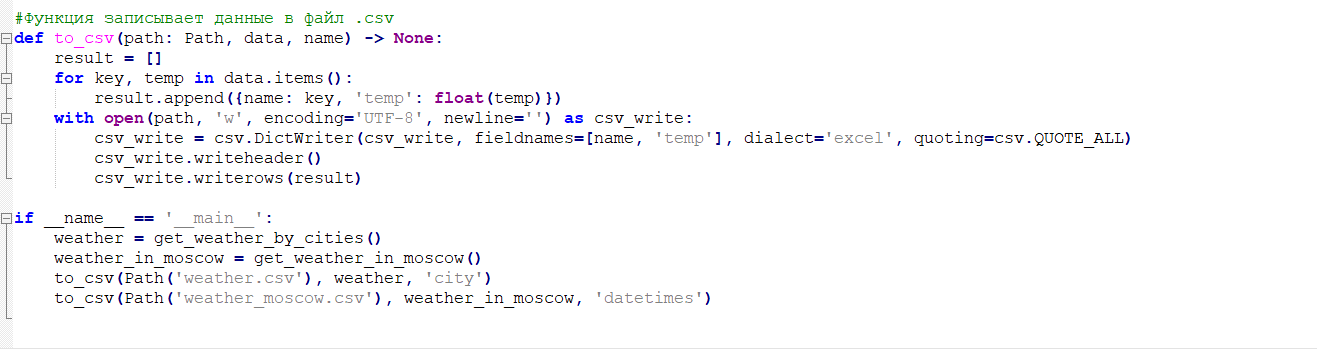 #Функция записывает данные в файл .csv
def to_csv(path: Path, data, name) -> None:
    result = []
    for key, temp in data.items():
        result.append({name: key, 'temp': float(temp)})
    with open(path, 'w', encoding='UTF-8', newline='') as csv_write:
        csv_write = csv.DictWriter(csv_write, fieldnames=[name, 'temp'], dialect='excel', quoting=csv.QUOTE_ALL)
        csv_write.writeheader()
        csv_write.writerows(result)

if __name__ == '__main__':
    weather = get_weather_by_cities()
    weather_in_moscow = get_weather_in_moscow()
    to_csv(Path('weather.csv'), weather, 'city')
    to_csv(Path('weather_moscow.csv'), weather_in_moscow, 'datetimes')